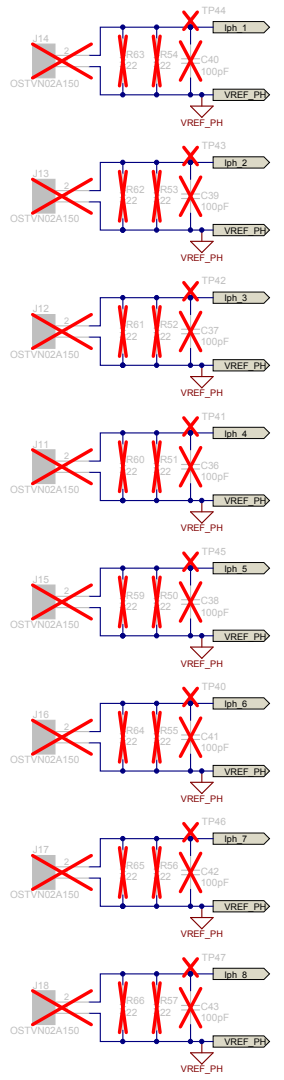 TP44
Iph_1
J14
2
R63
22
R54
22
C40
100pF
OSTVN02A150
VREF_PH
VREF_PH
TP43
Iph_2
J13
2
R62
22
R53
22
C39
100pF
OSTVN02A150
VREF_PH
VREF_PH
TP42
Iph_3
J12
2
R61
22
R52
22
C37
100pF
OSTVN02A150
VREF_PH
VREF_PH
TP41
Iph_4
J11
2
R60
22
R51
22
C36
100pF
OSTVN02A150
VREF_PH
VREF_PH
TP45
Iph_5
J15
2
R59
22
R50
22
C38
100pF
OSTVN02A150
VREF_PH
VREF_PH
TP40
Iph_6
J16
2
R64
22
R55
22
C41
100pF
OSTVN02A150
VREF_PH
VREF_PH
TP46
Iph_7
J17
2
R65
22
R56
22
C42
100pF
OSTVN02A150
VREF_PH
VREF_PH
TP47
Iph_8
J18
2
R66
22
R57
22
C43
100pF
OSTVN02A150
VREF_PH
VREF_PH